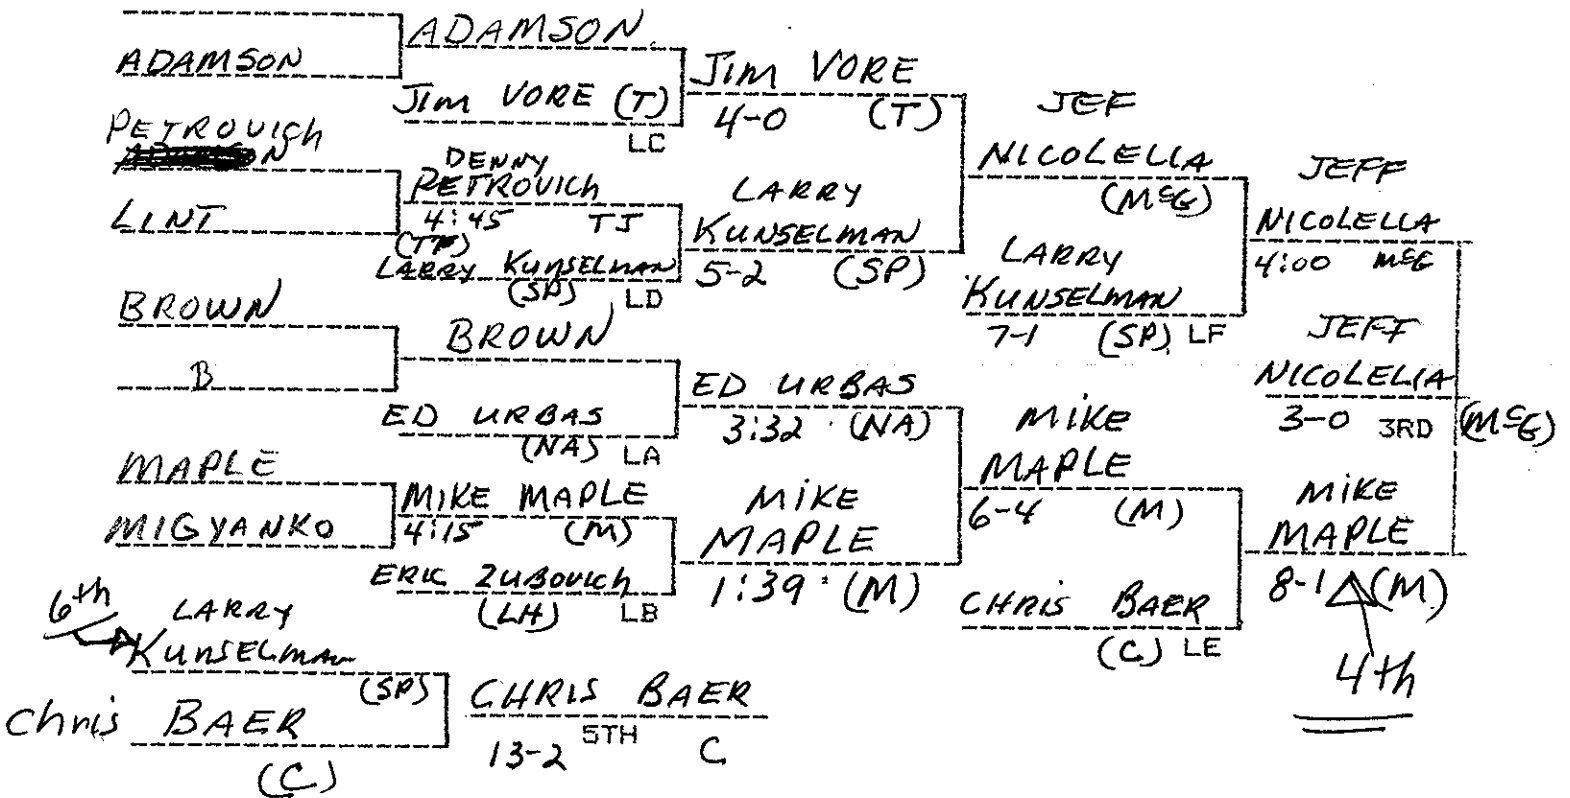 ADAMSON
ADAMSON
JIM VORE (T)
LC
JIM VORE
4-0 (T)
PETROVICH
LINT
DENNY
PETROVICH
4:45 TJ
LARRY KUNSELMAN
(SP) LD
LARRY
KUNSELMAN
5-2 (SP)
JEF
NICOLELLA
(McG)
LARRY
KUNSELMAN
7-1 (SP) LF
JEFF
NICOLELLA
4:00 McG
BROWN
B
BROWN
ED URBAS
(NA) LA
ED URBAS
3:32 (NA)
MAPLE
MIGYANKO
MIKE MAPLE
4:15 (M)
ERIC ZUBOVICH
(LH) LB
MIKE
MAPLE
1:39 (M)
MIKE
MAPLE
6-4 (M)
CHRIS BAER
(C) LE
JEFF
NICOLELLA
3-0 3RD (McG)
MIKE
MAPLE
8-1 (M)
4th
6th
LARRY
KUNSELMAN
(SP)
Chris BAER
(C)
CHRIS BAER
13-2 5TH C